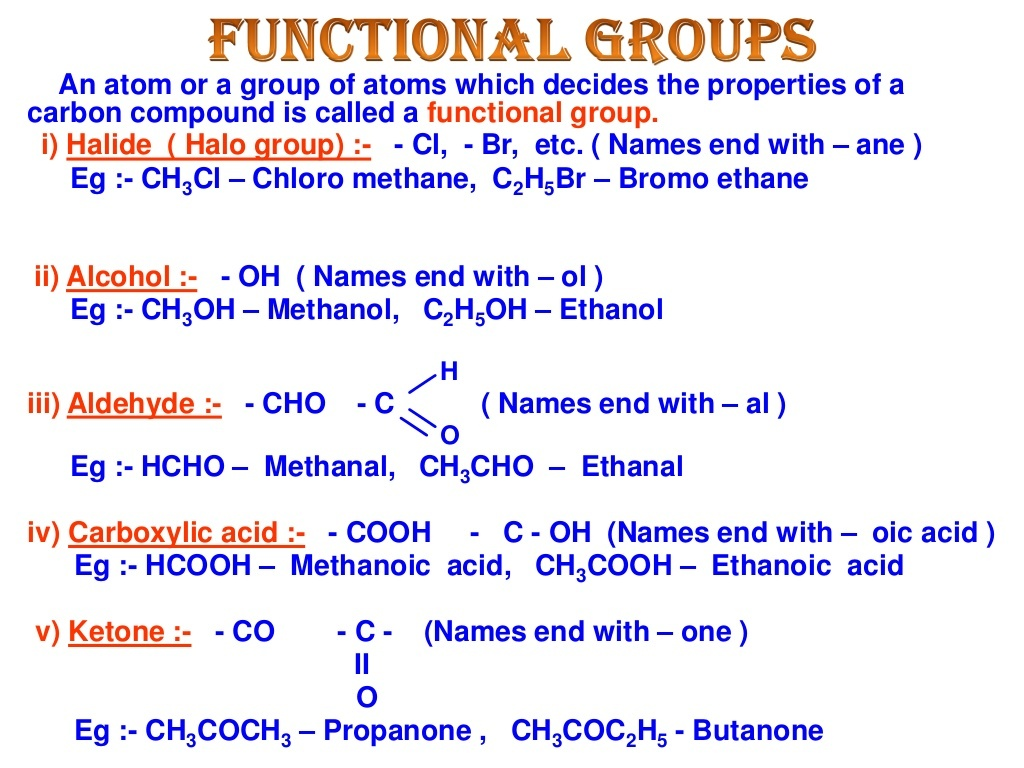 FUNCTIONAL GROUPS
An atom or a group of atoms which decides the properties of a
carbon compound is called a functional group.
i) Halide ( Halo group) :- - Cl, - Br, etc. ( Names end with – ane )
Eg :- CH₃Cl – Chloro methane, C₂H₅Br – Bromo ethane
ii) Alcohol :- - OH ( Names end with – ol )
Eg :- CH₃OH – Methanol, C₂H₅OH – Ethanol
H
iii) Aldehyde :- - CHO - C ( Names end with – al )
O
Eg :- HCHO – Methanal, CH₃CHO – Ethanal
iv) Carboxylic acid :- - COOH - C - OH (Names end with – oic acid )
Eg :- HCOOH – Methanoic acid, CH₃COOH – Ethanoic acid
v) Ketone :- - CO - C - (Names end with – one )
ll
O
Eg :- CH₃COCH₃ – Propanone , CH₃COC₂H₅ - Butanone